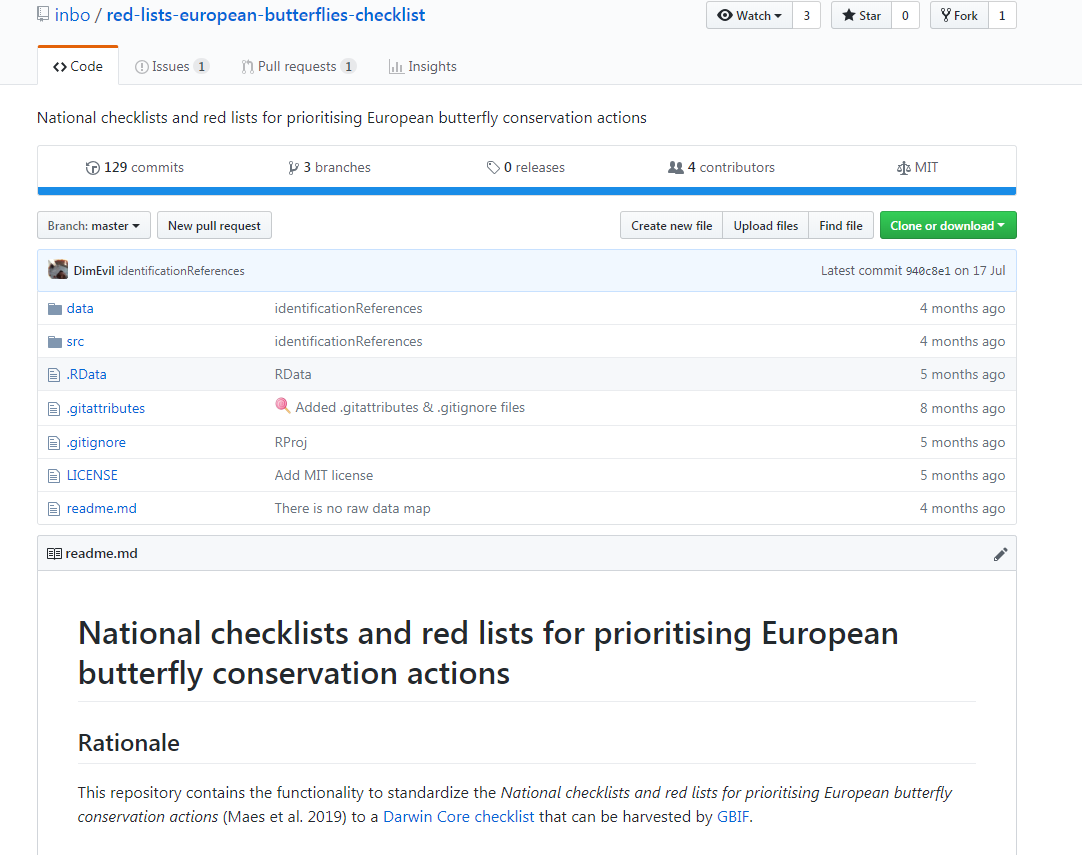 inbo / red-lists-european-butterflies-checklist
Watch 3 Star 0 Fork 1
Code Issues 1 Pull requests 1 Insights
National checklists and red lists for prioritising European butterfly conservation actions
129 commits 3 branches 0 releases 4 contributors MIT
Branch: master New pull request Create new file Upload files Find file Clone or download
DimEvil identificationReferences Latest commit 940c8e1 on 17 Jul
data identificationReferences 4 months ago
src identificationReferences 4 months ago
.RData RData 5 months ago
.gitattributes Added .gitattributes & .gitignore files 8 months ago
.gitignore RProj 5 months ago
LICENSE Add MIT license 5 months ago
readme.md There is no raw data map 4 months ago
readme.md
National checklists and red lists for prioritising European
butterfly conservation actions
Rationale
This repository contains the functionality to standardize the National checklists and red lists for prioritising European butterfly
conservation actions (Maes et al. 2019) to a Darwin Core checklist that can be harvested by GBIF.